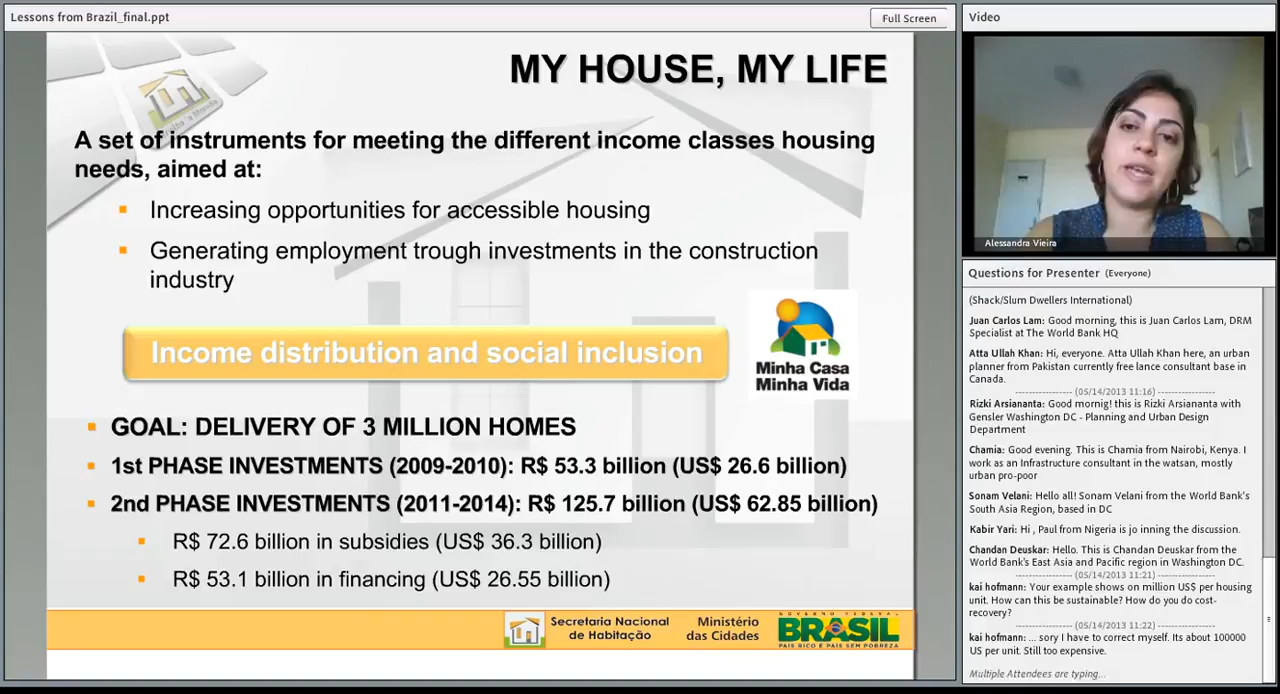 Lessons from Brazil_final.ppt
Full Screen
MY HOUSE, MY LIFE
A set of instruments for meeting the different income classes housing
needs, aimed at:
Increasing opportunities for accessible housing
Generating employment trough investments in the construction
industry
Income distribution and social inclusion
Minha Casa
Minha Vida
GOAL: DELIVERY OF 3 MILLION HOMES
1st PHASE INVESTMENTS (2009-2010): R$ 53.3 billion (US$ 26.6 billion)
2nd PHASE INVESTMENTS (2011-2014): R$ 125.7 billion (US$ 62.85 billion)
R$ 72.6 billion in subsidies (US$ 36.3 billion)
R$ 53.1 billion in financing (US$ 26.55 billion)
Secretaria Nacional
de Habitação
Ministério
das Cidades
GOVERNO FEDERAL
BRASIL
PAÍS RICO É PAÍS SEM POBREZA
Video
Alessandra Vieira
Questions for Presenter (Everyone)
(Shack/Slum Dwellers International)
Juan Carlos Lam: Good morning, this is Juan Carlos Lam, DRM
Specialist at The World Bank HQ
Atta Ullah Khan: Hi, everyone. Atta Ullah Khan here, an urban
planner from Pakistan currently free lance consultant base in
Canada.
------------------ (05/14/2013 11:16) ------------------
Rizki Arsiananta: Good mornig! this is Rizki Arsiananta with
Gensler Washington DC - Planning and Urban Design
Department
Chamia: Good evening. This is Chamia from Nairobi, Kenya. I
work as an Infrastructure consultant in the watsan, mostly
urban pro-poor
Sonam Velani: Hello all! Sonam Velani from the World Bank's
South Asia Region, based in DC
Kabir Yari: Hi , Paul from Nigeria is jo inning the discussion.
Chandan Deuskar: Hello. This is Chandan Deuskar from the
World Bank's East Asia and Pacific region in Washington DC.
------------------ (05/14/2013 11:21) ------------------
kai hofmann: Your example shows on million US$ per housing
unit. How can this be sustainable? How do you do cost-
recovery?
------------------ (05/14/2013 11:22) ------------------
kai hofmann: ... sory I have to correct myself. Its about 100000
US per unit. Still too expensive.
Multiple Attendees are typing...